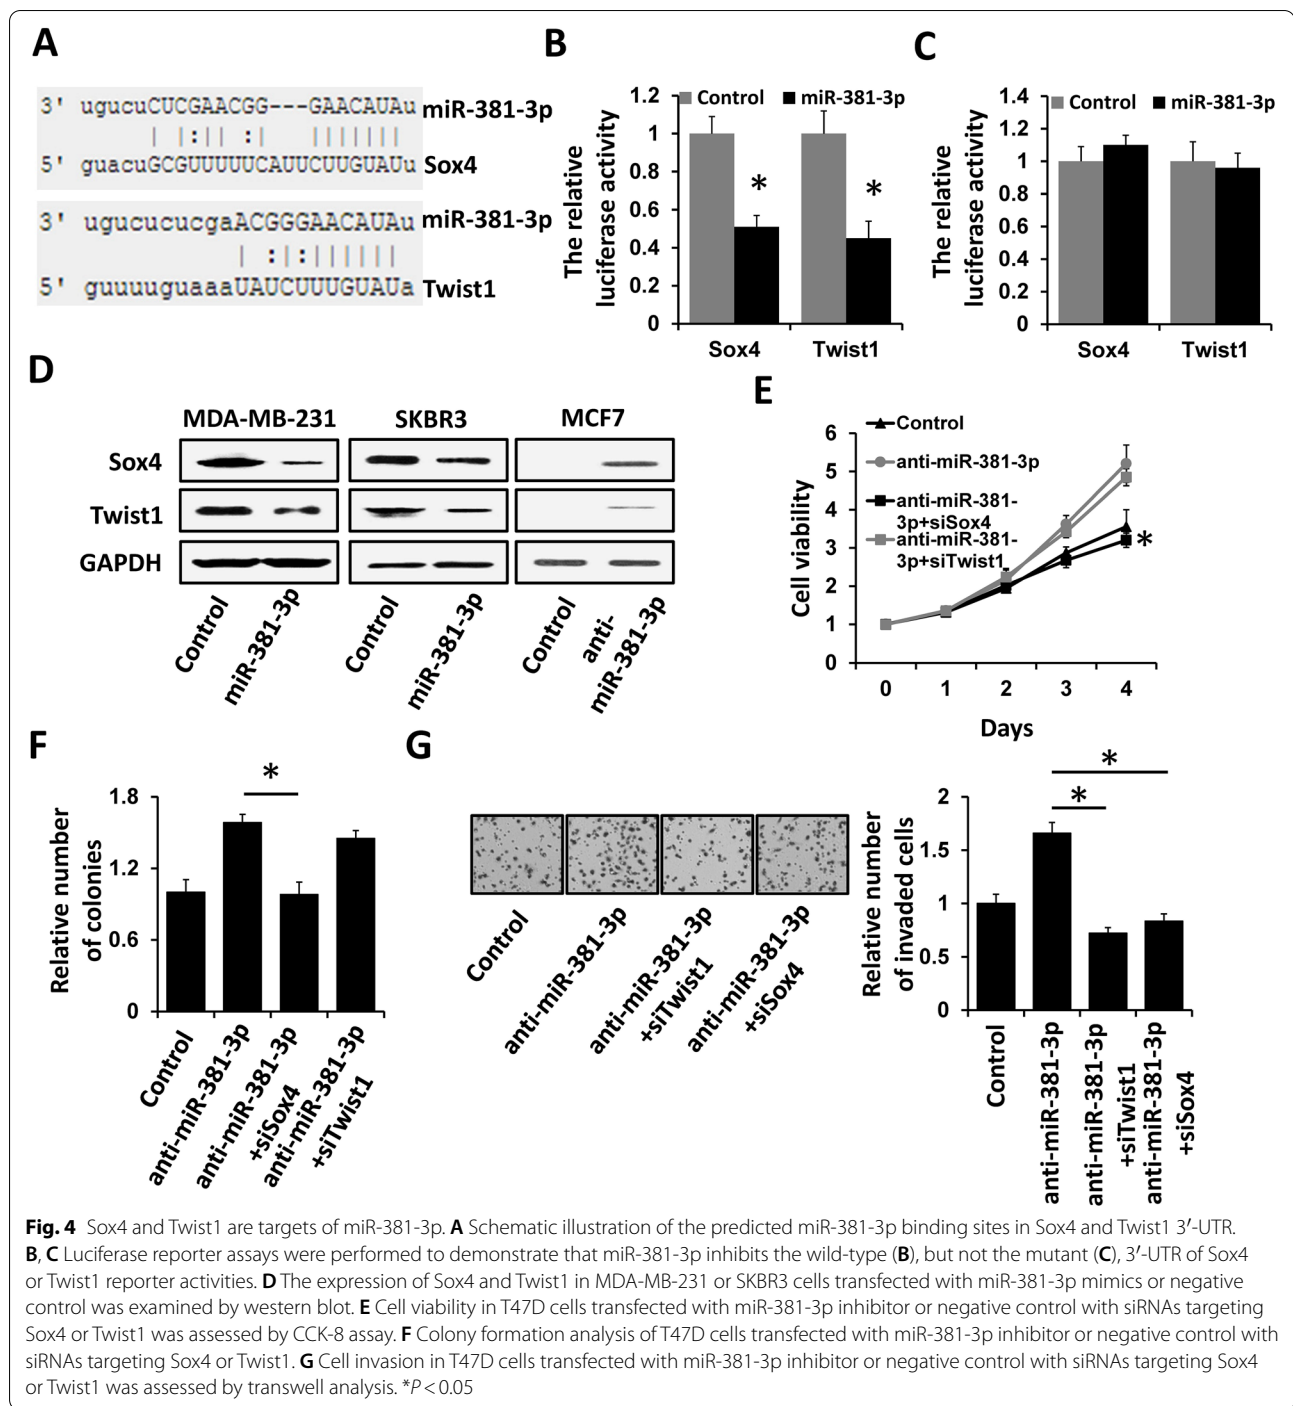 A
3' ugucuCUCGAACGG---GAACAUAu miR-381-3p
| |:|| :| |||||||
5' guacuGCGUUUUUCAUUCUUGUAUu Sox4
3' ugucucucgaACGGGAACAUAu miR-381-3p
| :|:||||||
5' guuuuguaaaUAUCUUUGUAUa Twist1
B
Control miR-381-3p
The relative
luciferase activity
1.2
1
0.8
0.6
0.4
0.2
0
*
*
Sox4 Twist1
C
Control miR-381-3p
The relative
luciferase activity
1.4
1.2
1
0.8
0.6
0.4
0.2
0
Sox4 Twist1
D
MDA-MB-231 SKBR3 MCF7
Sox4
Twist1
GAPDH
Control
miR-381-3p
Control
miR-381-3p
Control
anti-
miR-381-3p
E
Cell viability
6
5
4
3
2
1
0
Control
anti-miR-381-3p
anti-miR-381-
3p+siSox4
anti-miR-381-
3p+siTwist1
*
0 1 2 3 4
Days
F
Relative number
of colonies
1.8
1.2
0.6
0
*
Control
anti-miR-381-3p
anti-miR-381-3p
+siSox4
anti-miR-381-3p
+siTwist1
G
Control
anti-miR-381-3p
anti-miR-381-3p
+siTwist1
anti-miR-381-3p
+siSox4
Relative number
of invaded cells
2
1.5
1
0.5
0
*
*
Control
anti-miR-381-3p
anti-miR-381-3p
+siTwist1
anti-miR-381-3p
+siSox4
Fig. 4 Sox4 and Twist1 are targets of miR-381-3p. A Schematic illustration of the predicted miR-381-3p binding sites in Sox4 and Twist1 3′-UTR.
B, C Luciferase reporter assays were performed to demonstrate that miR-381-3p inhibits the wild-type (B), but not the mutant (C), 3′-UTR of Sox4
or Twist1 reporter activities. D The expression of Sox4 and Twist1 in MDA-MB-231 or SKBR3 cells transfected with miR-381-3p mimics or negative
control was examined by western blot. E Cell viability in T47D cells transfected with miR-381-3p inhibitor or negative control with siRNAs targeting
Sox4 or Twist1 was assessed by CCK-8 assay. F Colony formation analysis of T47D cells transfected with miR-381-3p inhibitor or negative control with
siRNAs targeting Sox4 or Twist1. G Cell invasion in T47D cells transfected with miR-381-3p inhibitor or negative control with siRNAs targeting Sox4
or Twist1 was assessed by transwell analysis. *P < 0.05